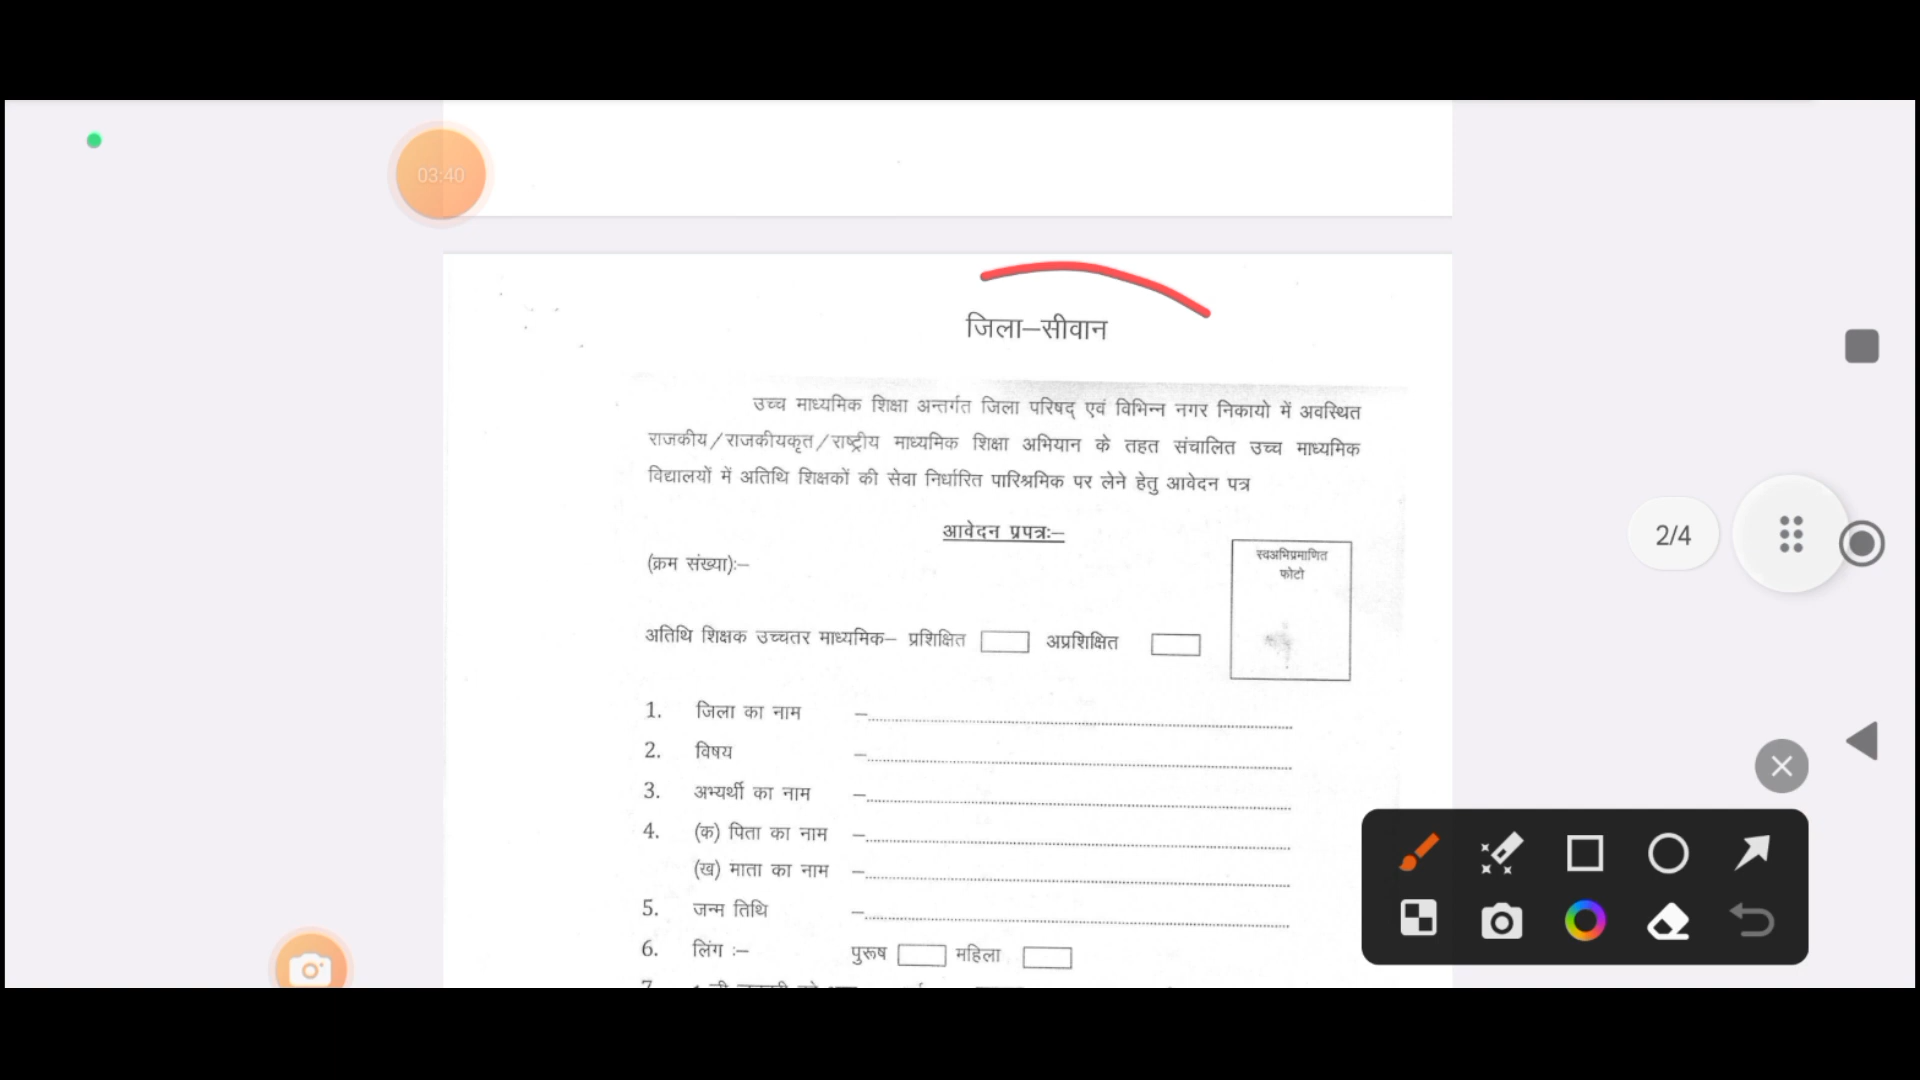 03:40
जिला–सीवान
उच्च माध्यमिक शिक्षा अन्तर्गत जिला परिषद् एवं विभिन्न नगर निकायो में अवस्थित
राजकीय/राजकीयकृत/राष्ट्रीय माध्यमिक शिक्षा अभियान के तहत संचालित उच्च माध्यमिक
विद्यालयों में अतिथि शिक्षकों की सेवा निर्धारित पारिश्रमिक पर लेने हेतु आवेदन पत्र
आवेदन प्रपत्रः–
स्वअभिप्रमाणित
फोटो
(क्रम संख्या):–
अतिथि शिक्षक उच्चतर माध्यमिक– प्रशिक्षित अप्रशिक्षित
1. जिला का नाम –
2. विषय –
3. अभ्यर्थी का नाम –
4. (क) पिता का नाम –
(ख) माता का नाम –
5. जन्म तिथि –
6. लिंग :– पुरूष महिला
7.
2/4